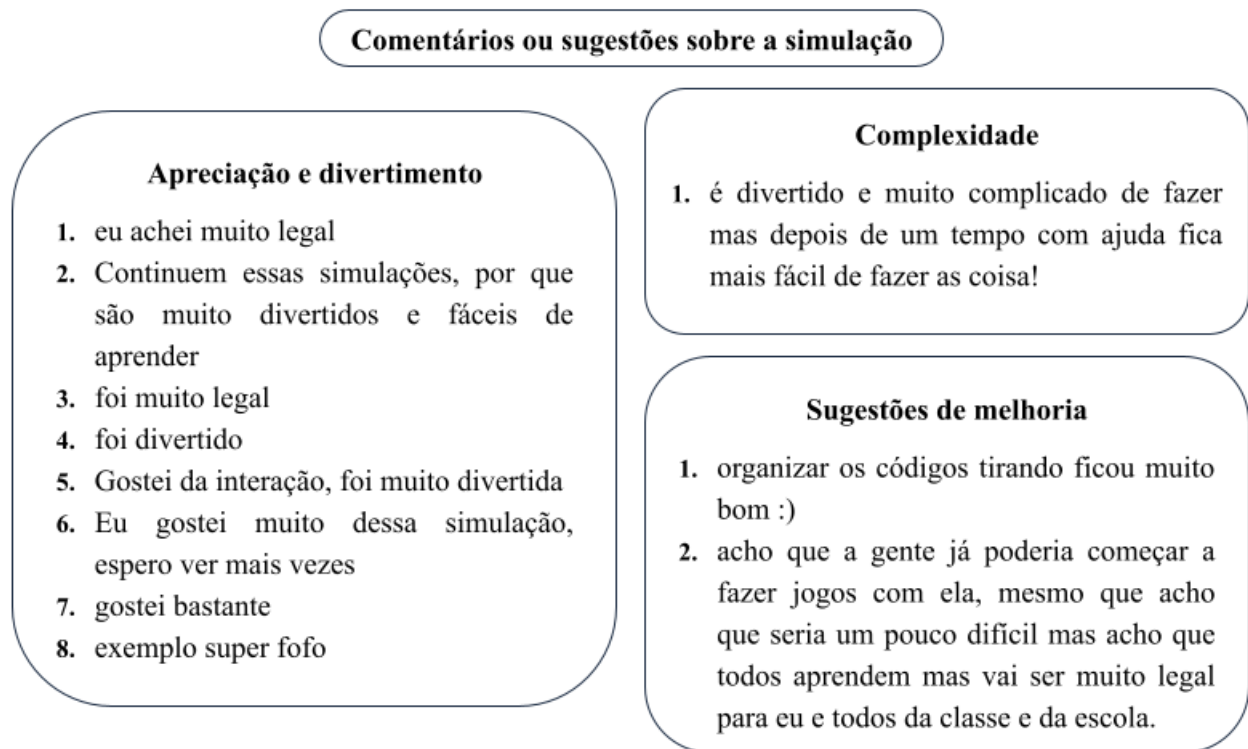 Comentários ou sugestões sobre a simulação
Apreciação e divertimento
1. eu achei muito legal
2. Continuem essas simulações, por que
são muito divertidos e fáceis de
aprender
3. foi muito legal
4. foi divertido
5. Gostei da interação, foi muito divertida
6. Eu gostei muito dessa simulação,
espero ver mais vezes
7. gostei bastante
8. exemplo super fofo
Complexidade
1. é divertido e muito complicado de fazer
mas depois de um tempo com ajuda fica
mais fácil de fazer as coisa!
Sugestões de melhoria
1. organizar os códigos tirando ficou muito
bom :)
2. acho que a gente já poderia começar a
fazer jogos com ela, mesmo que acho
que seria um pouco difícil mas acho que
todos aprendem mas vai ser muito legal
para eu e todos da classe e da escola.